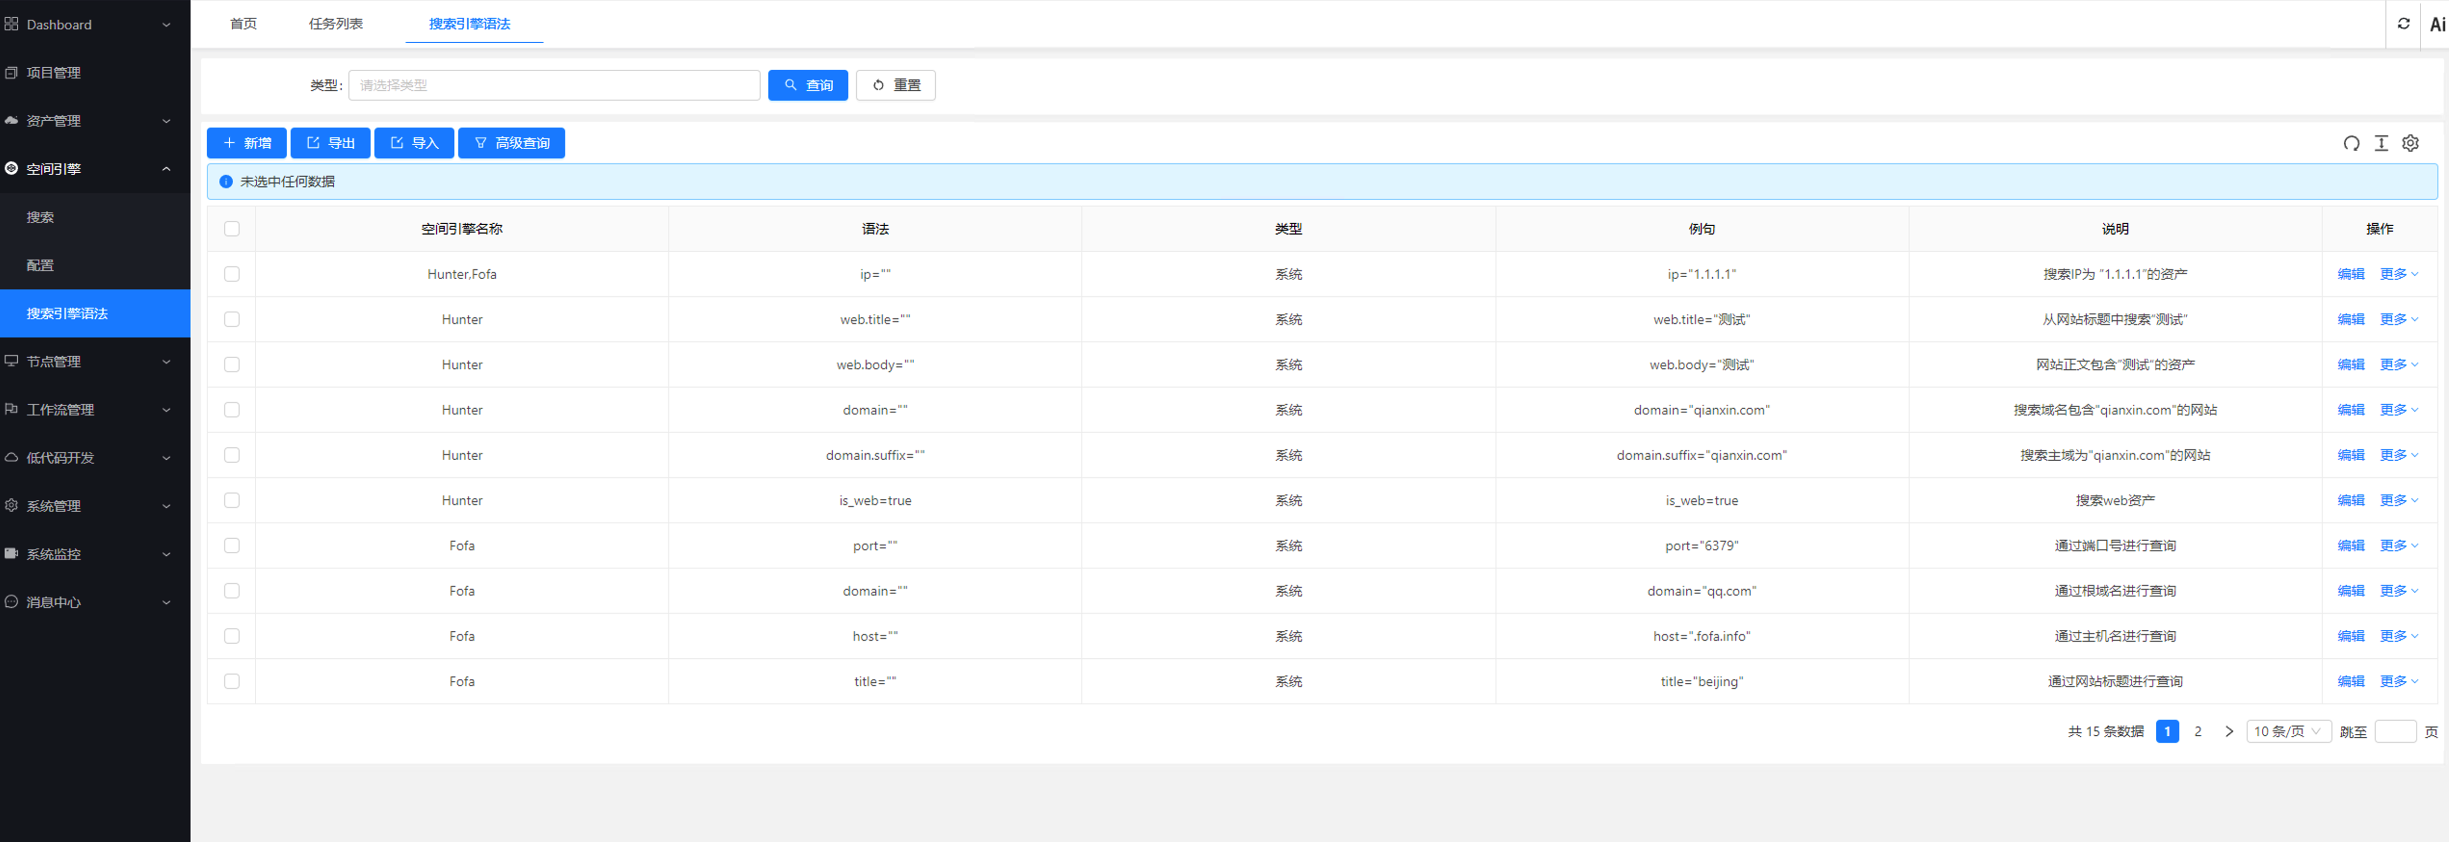 Dashboard
项目管理
资产管理
空间引擎
搜索
配置
搜索引擎语法
节点管理
工作流管理
低代码开发
系统管理
系统监控
消息中心
首页 任务列表 搜索引擎语法 Ai
类型: 请选择类型 查询 重置
新增 导出 导入 高级查询
未选中任何数据
空间引擎名称 语法 类型 例句 说明 操作
Hunter,Fofa ip="" 系统 ip="1.1.1.1" 搜索IP为 "1.1.1.1"的资产 编辑 更多
Hunter web.title="" 系统 web.title="测试" 从网站标题中搜索"测试" 编辑 更多
Hunter web.body="" 系统 web.body="测试" 网站正文包含"测试"的资产 编辑 更多
Hunter domain="" 系统 domain="qianxin.com" 搜索域名包含"qianxin.com"的网站 编辑 更多
Hunter domain.suffix="" 系统 domain.suffix="qianxin.com" 搜索主域为"qianxin.com"的网站 编辑 更多
Hunter is_web=true 系统 is_web=true 搜索web资产 编辑 更多
Fofa port="" 系统 port="6379" 通过端口号进行查询 编辑 更多
Fofa domain="" 系统 domain="qq.com" 通过根域名进行查询 编辑 更多
Fofa host="" 系统 host=".fofa.info" 通过主机名进行查询 编辑 更多
Fofa title="" 系统 title="beijing" 通过网站标题进行查询 编辑 更多
共 15 条数据 1 2 10 条/页 跳至 页